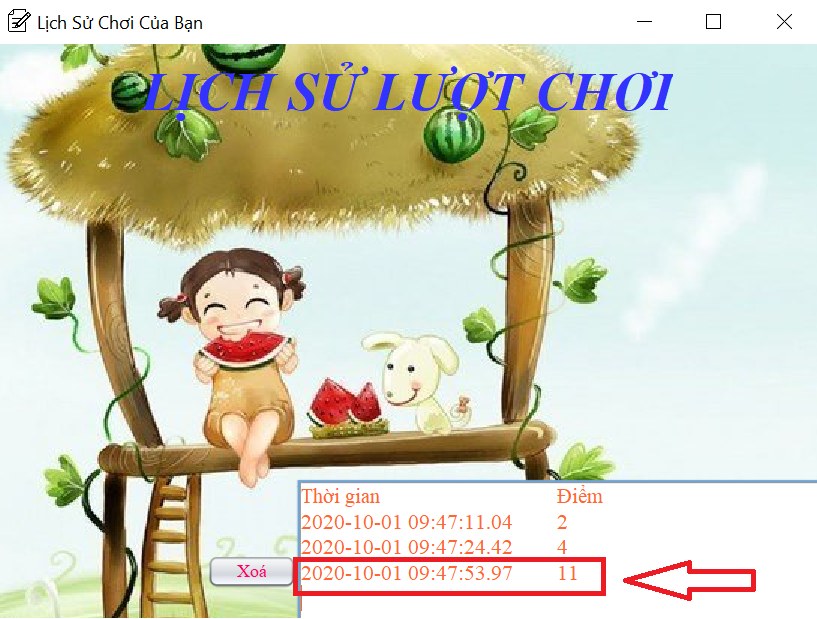 Lịch Sử Chơi Của Bạn
LỊCH SỬ LƯỢT CHƠI
Thời gian Điểm
2020-10-01 09:47:11.04 2
2020-10-01 09:47:24.42 4
Xoá 2020-10-01 09:47:53.97 11